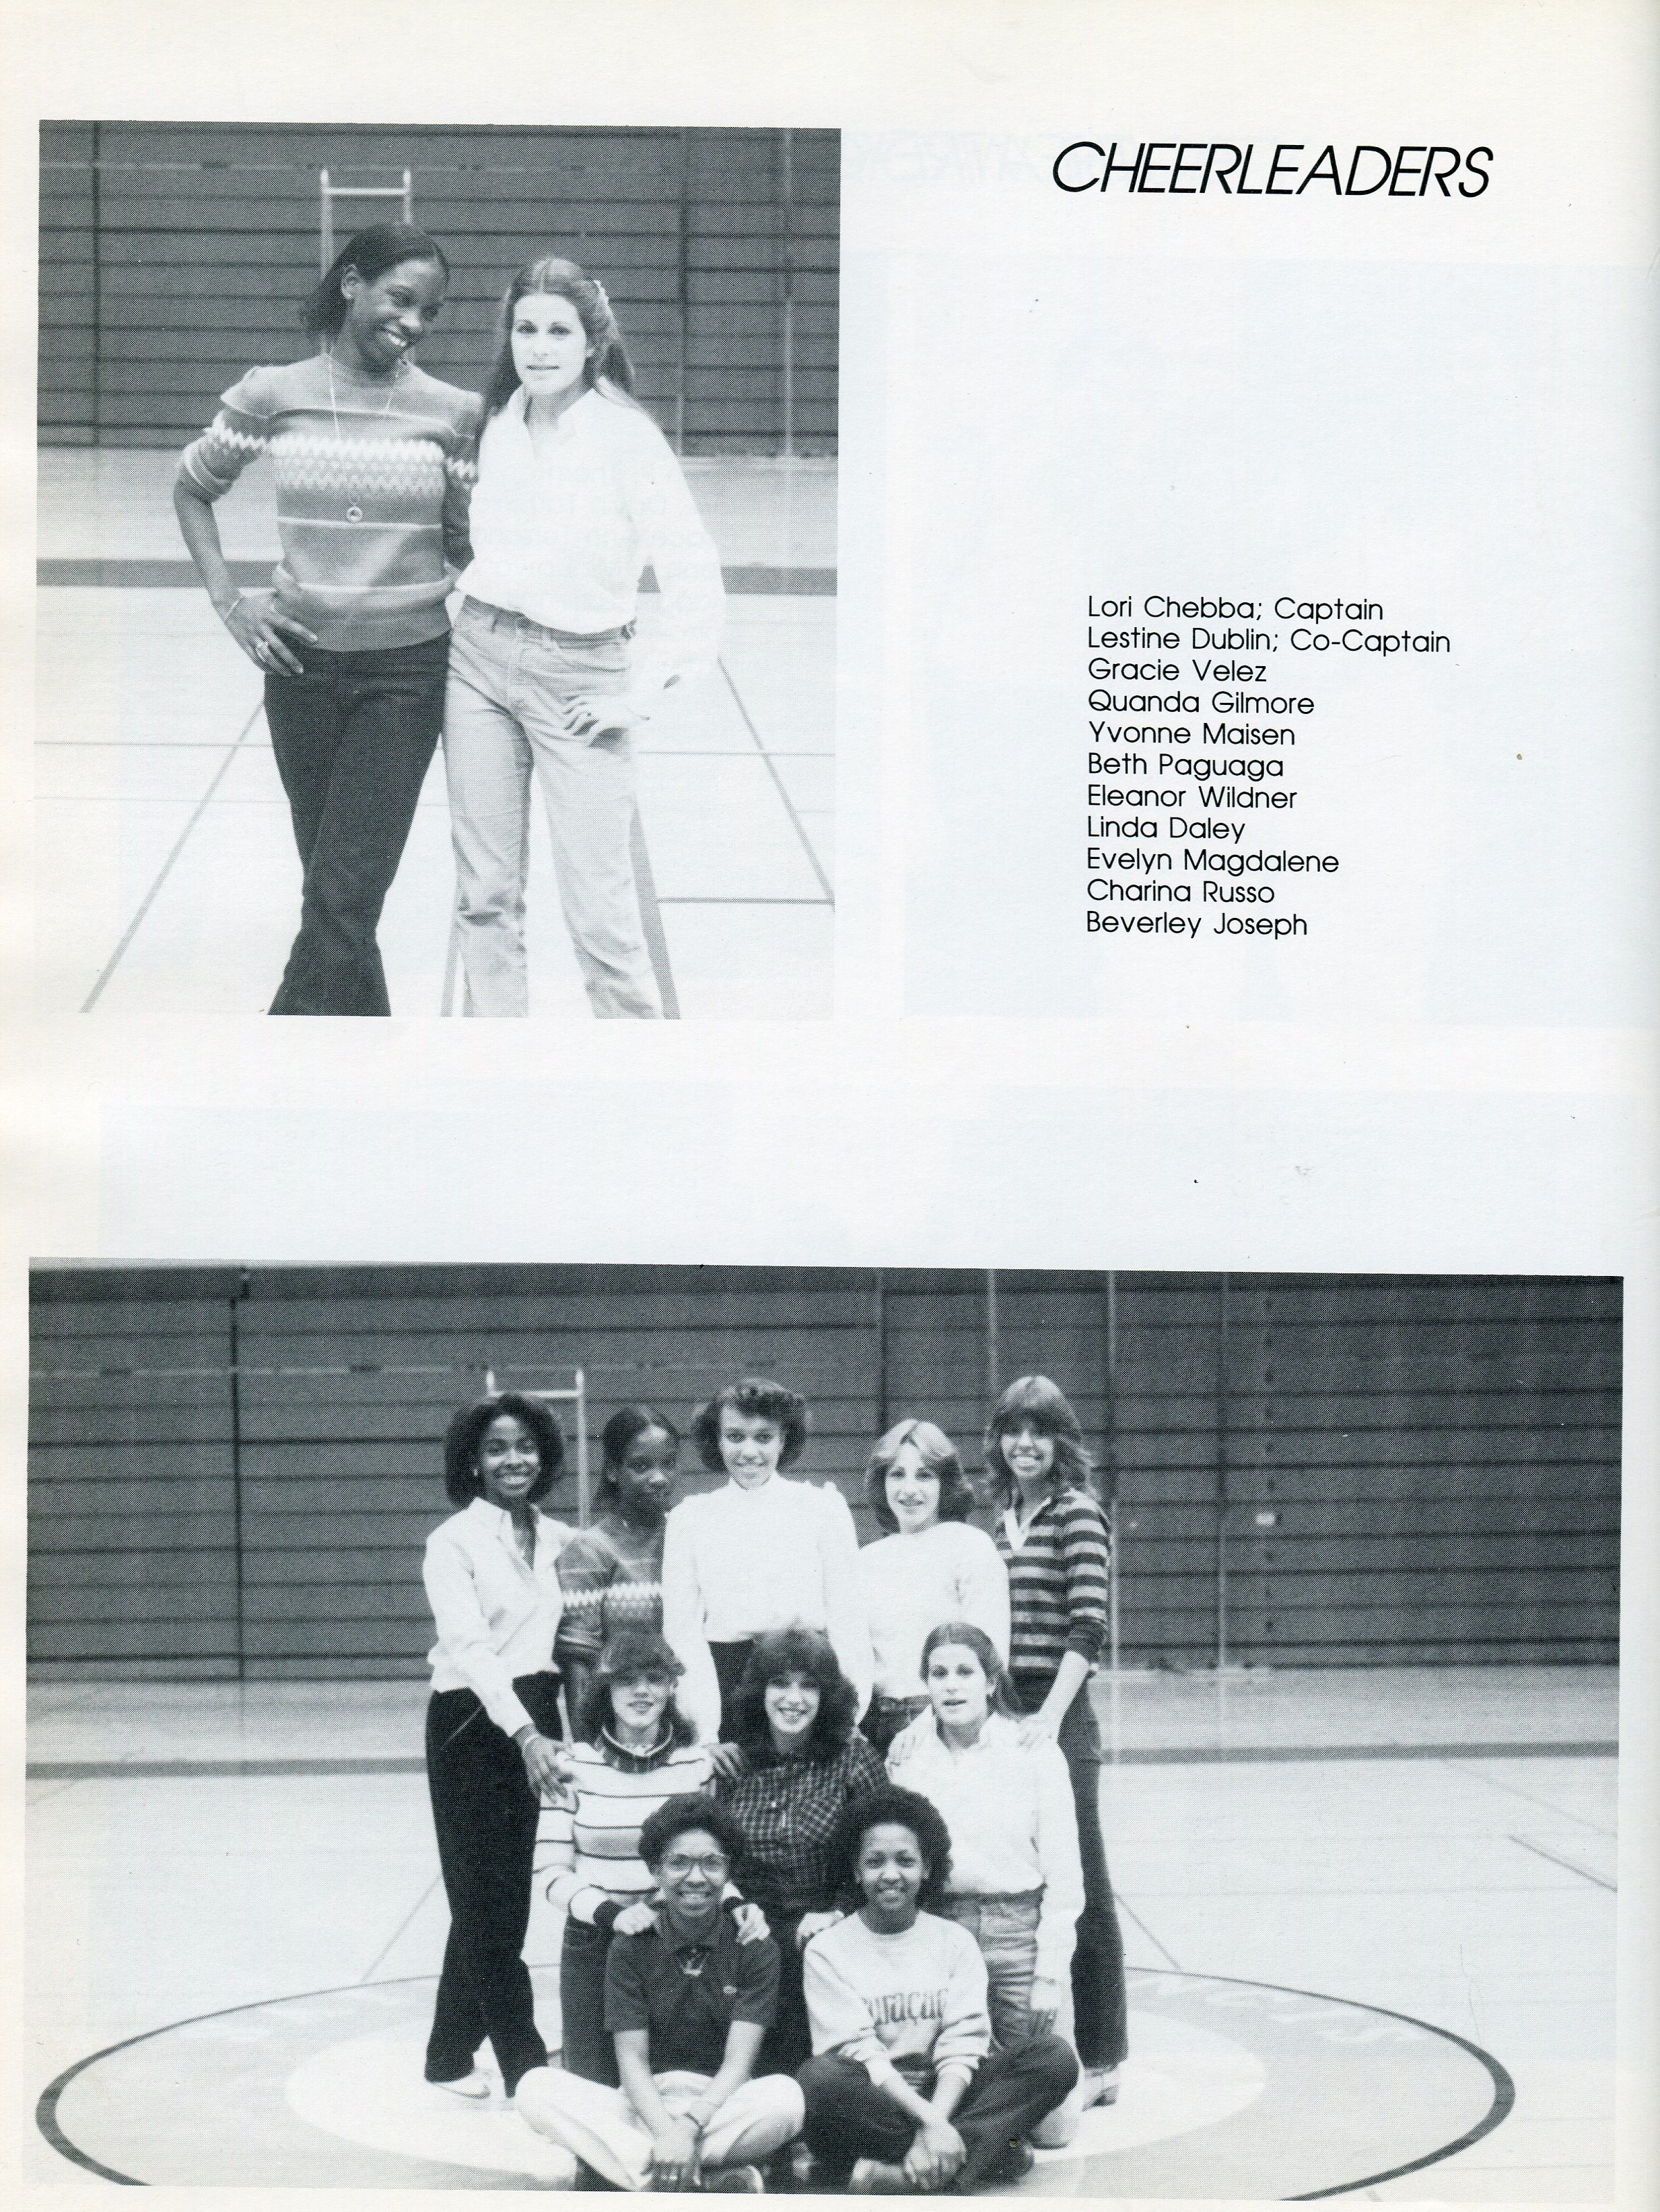 CHEERLEADERS
Lori Chebba; Captain
Lestine Dublin; Co-Captain
Gracie Velez
Quanda Gilmore
Yvonne Maisen
Beth Paguaga
Eleanor Wildner
Linda Daley
Evelyn Magdalene
Charina Russo
Beverley Joseph